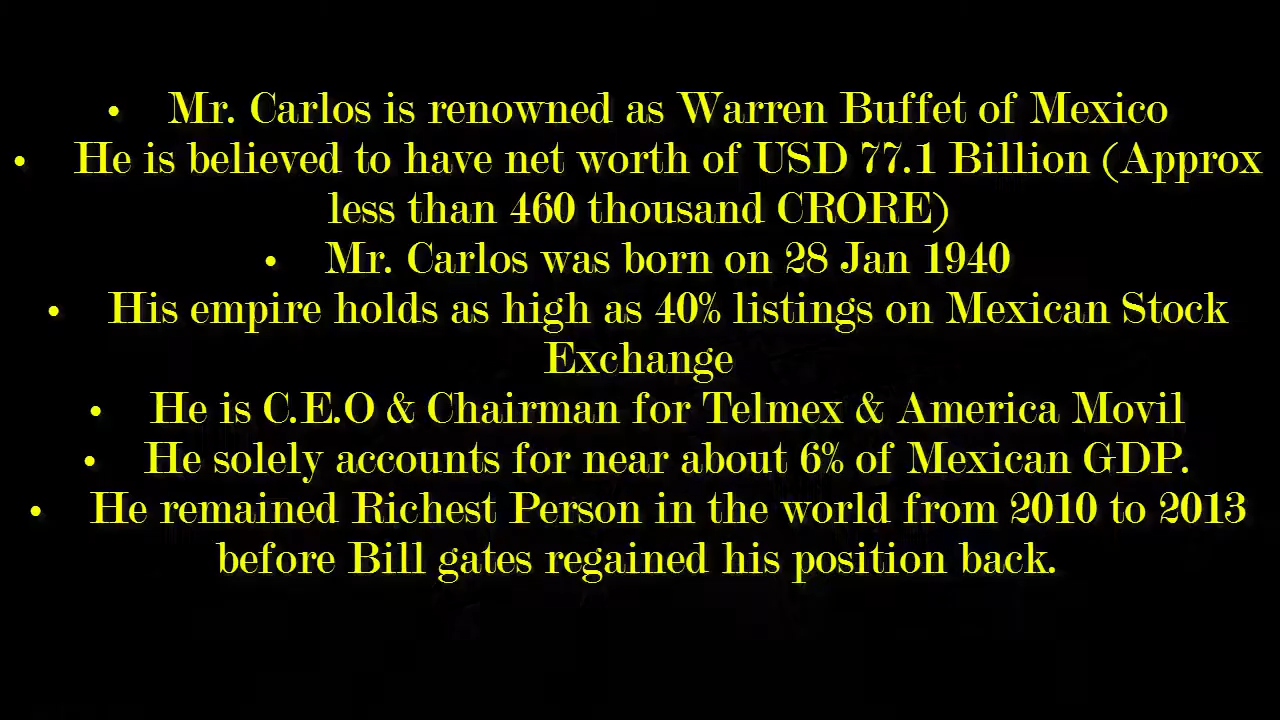 • Mr. Carlos is renowned as Warren Buffet of Mexico
• He is believed to have net worth of USD 77.1 Billion (Approx
less than 460 thousand CRORE)
• Mr. Carlos was born on 28 Jan 1940
• His empire holds as high as 40% listings on Mexican Stock
Exchange
• He is C.E.O & Chairman for Telmex & America Movil
• He solely accounts for near about 6% of Mexican GDP.
• He remained Richest Person in the world from 2010 to 2013
before Bill gates regained his position back.